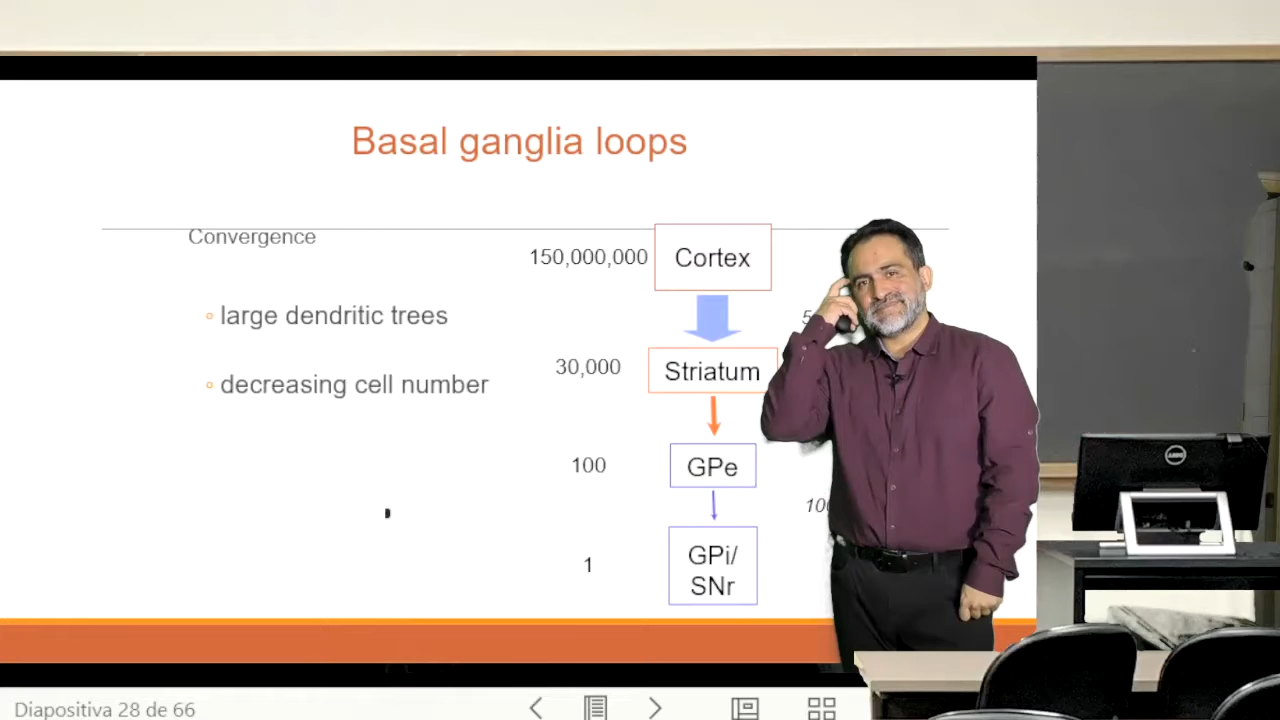 Basal ganglia loops
Convergence
150,000,000 Cortex
large dendritic trees
30,000 Striatum
decreasing cell number
100 GPe
1 GPi/
SNr
DELL
Diapositiva 28 de 66